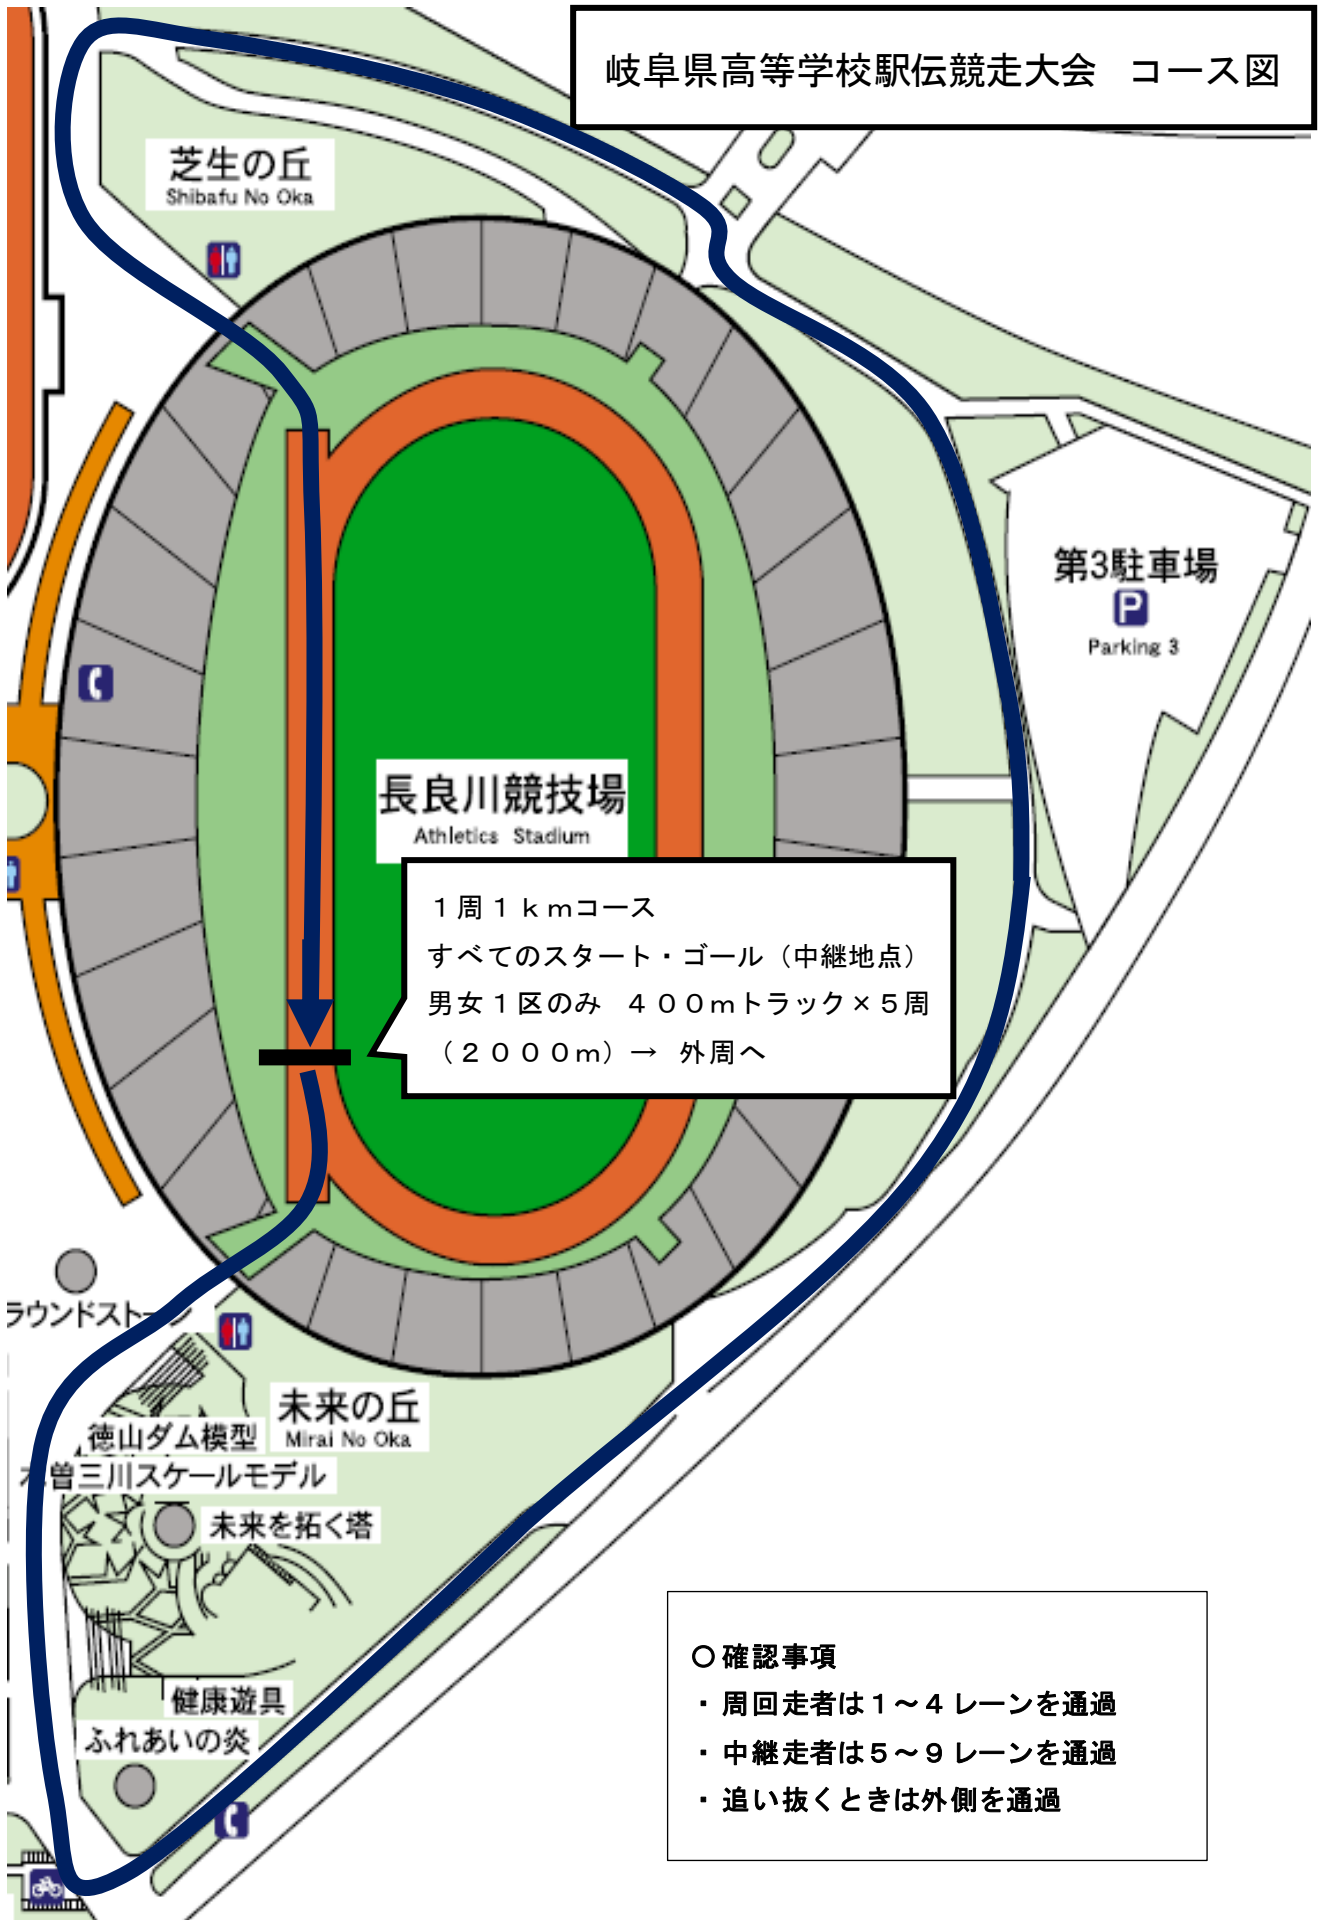 岐阜県高等学校駅伝競走大会　コース図
芝生の丘
Shibafu No Oka
第3駐車場
P
Parking 3
長良川競技場
Athletics Stadium
１周１ｋｍコース
すべてのスタート・ゴール（中継地点）
男女１区のみ　４００ｍトラック×５周
（２０００ｍ）→　外周へ
ラウンドストーン
未来の丘
Mirai No Oka
徳山ダム模型
木曽三川スケールモデル
未来を拓く塔
健康遊具
ふれあいの炎
〇確認事項
・周回走者は１～４レーンを通過
・中継走者は５～９レーンを通過
・追い抜くときは外側を通過